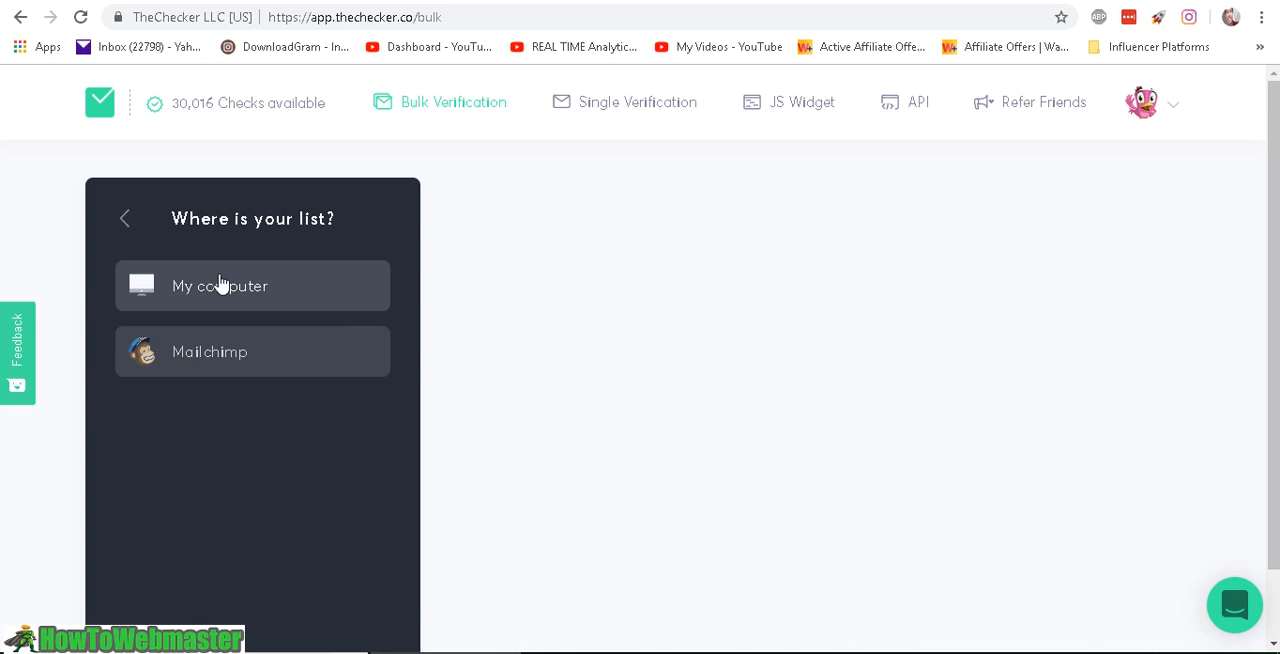 TheChecker LLC [US] | https://app.thechecker.co/bulk
ABP
Apps Inbox (22798) - Yah... DownloadGram - In... Dashboard - YouTu... REAL TIME Analytic... My Videos - YouTube W+ Active Affiliate Offe... W+ Affiliate Offers | Wa... Influencer Platforms »
30,016 Checks available Bulk Verification Single Verification JS Widget API Refer Friends
Where is your list?
My computer
Mailchimp
Feedback
HowToWebmaster